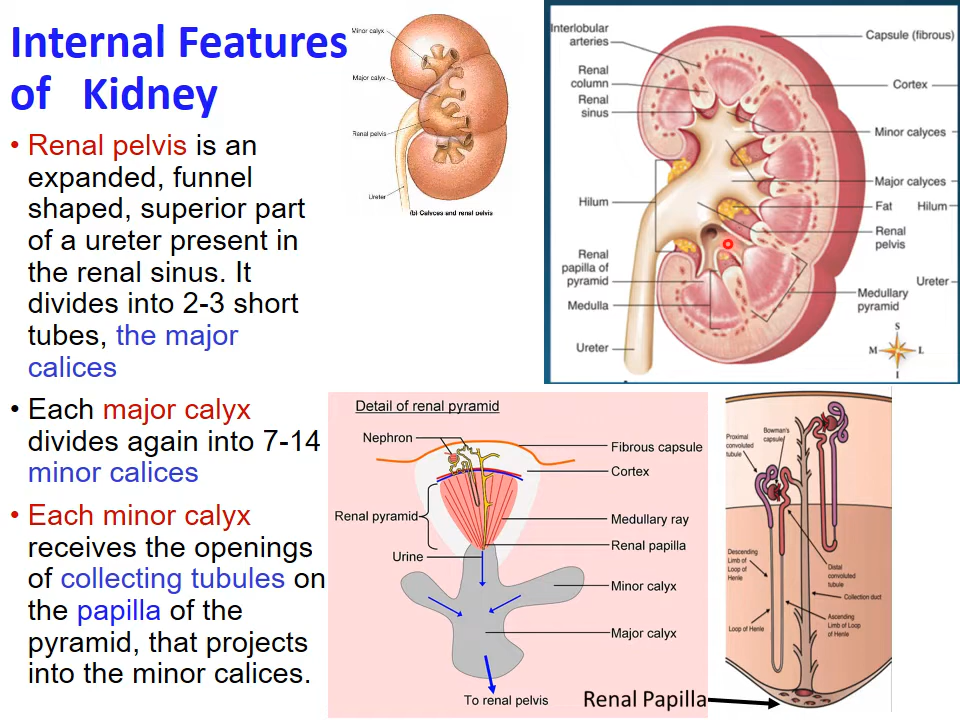 Internal Features
of Kidney
• Renal pelvis is an
expanded, funnel
shaped, superior part
of a ureter present in
the renal sinus. It
divides into 2-3 short
tubes, the major
calices
• Each major calyx
divides again into 7-14
minor calices
• Each minor calyx
receives the openings
of collecting tubules on
the papilla of the
pyramid, that projects
into the minor calices.
Minor calyx
Major calyx
Renal pelvis
Ureter
(b) Calyces and renal pelvis
Interlobular
arteries
Renal
column
Renal
sinus
Hilum
Renal
papilla of
pyramid
Medulla
Ureter
Capsule (fibrous)
Cortex
Minor calyces
Major calyces
Fat
Hilum
Renal
pelvis
Ureter
Medullary
pyramid
S
M
L
I
Detail of renal pyramid
Nephron
Renal pyramid
Urine
Fibrous capsule
Cortex
Medullary ray
Renal papilla
Minor calyx
Major calyx
To renal pelvis
Renal Papilla
Proximal
convoluted
tubule
Bowman's
capsule
Descending
Limb of
Loop of
Henle
Loop of Henle
Distal
convoluted
tubule
Collection duct
Ascending
Limb of Loop
of Henle